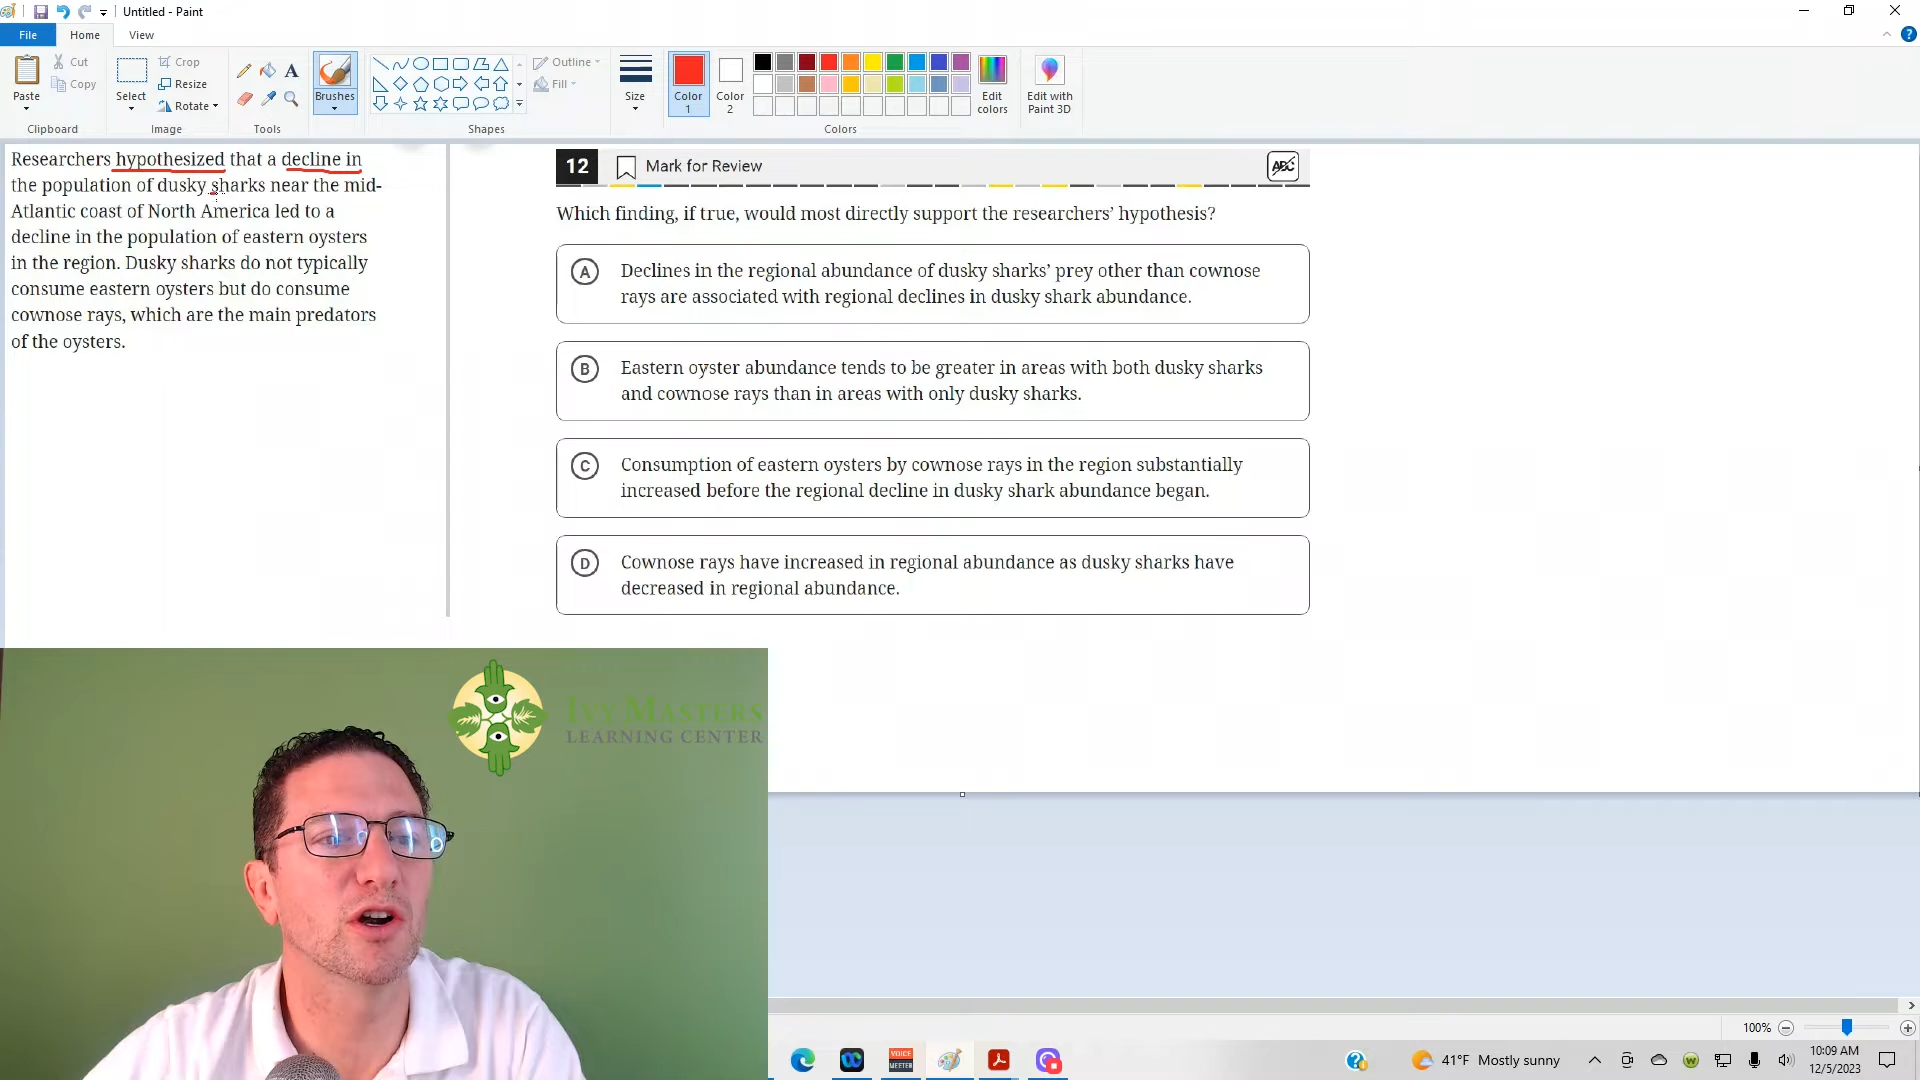 Untitled - Paint
File
Home
View
Paste
Cut
Copy
Clipboard
Select
Crop
Resize
Rotate
Image
A
Tools
Brushes
Shapes
Outline
Fill
Size
Color 1
Color 2
Edit colors
Edit with Paint 3D
Colors
Researchers hypothesized that a decline in
the population of dusky sharks near the mid-
Atlantic coast of North America led to a
decline in the population of eastern oysters
in the region. Dusky sharks do not typically
consume eastern oysters but do consume
cownose rays, which are the main predators
of the oysters.
12
Mark for Review
ABC
Which finding, if true, would most directly support the researchers’ hypothesis?
A
Declines in the regional abundance of dusky sharks’ prey other than cownose
rays are associated with regional declines in dusky shark abundance.
B
Eastern oyster abundance tends to be greater in areas with both dusky sharks
and cownose rays than in areas with only dusky sharks.
C
Consumption of eastern oysters by cownose rays in the region substantially
increased before the regional decline in dusky shark abundance began.
D
Cownose rays have increased in regional abundance as dusky sharks have
decreased in regional abundance.
IVY MASTERS
LEARNING CENTER
100%
VOICE
MEETER
41°F Mostly sunny
10:09 AM
12/5/2023